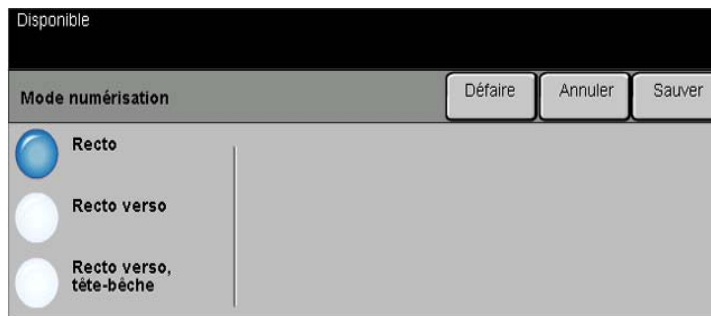 Disponible
Mode numérisation
Défaire
Annuler
Sauver
Recto
Recto verso
Recto verso,
tête-bêche